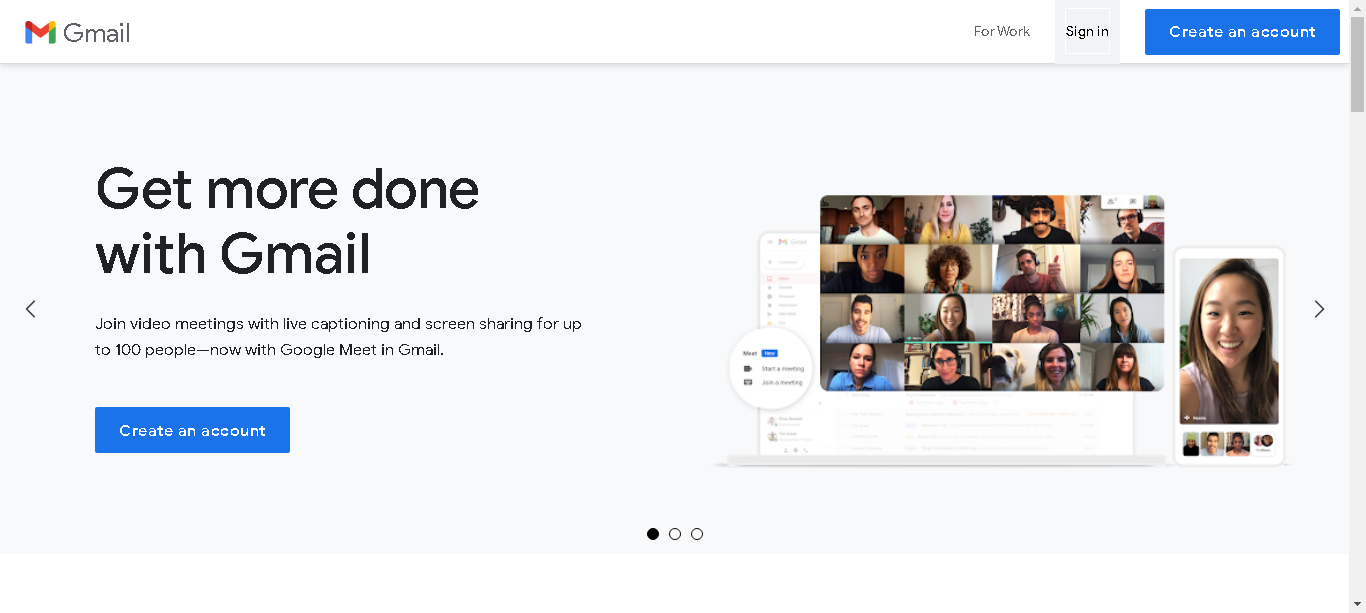 Gmail
For Work
Sign in
Create an account
Get more done
with Gmail
Join video meetings with live captioning and screen sharing for up
to 100 people—now with Google Meet in Gmail.
Create an account
Gmail
Meet New
Start a meeting
Join a meeting